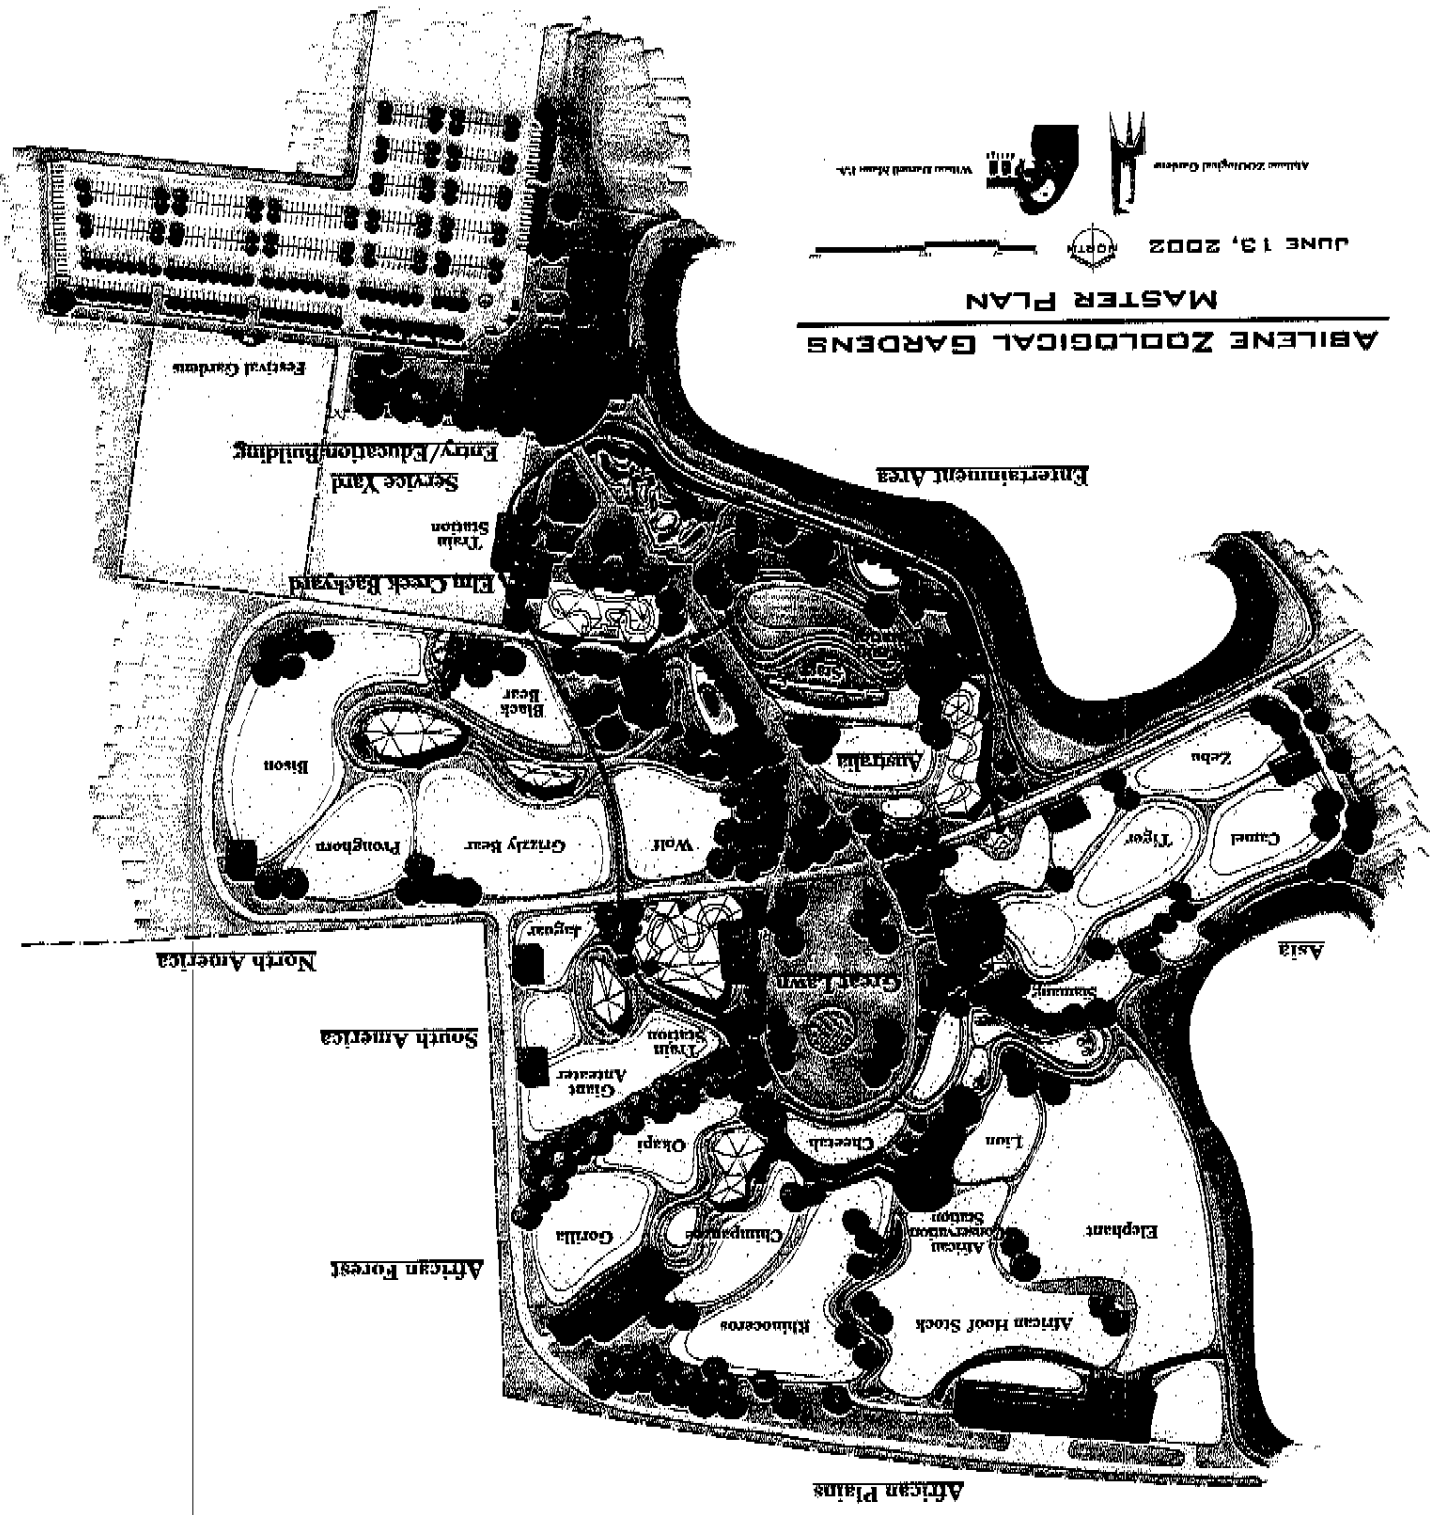 African Plains
African Hoof Stock
Rhinoceros
Elephant
African
Conservation
Station
Chimpanzee
Gorilla
African Forest
Lion
Cheetah
Okapi
Giant
Anteater
Train
Station
South America
Siamang
Great Lawn
Jaguar
North America
Asia
Camel
Tiger
Wolf
Grizzly Bear
Pronghorn
Zebu
Australia
Bison
Black
Bear
Elm Creek Backyard
Train
Station
Service Yard
Entry/Education Building
Entertainment Area
Festival Gardens
ABILENE ZOOLOGICAL GARDENS
MASTER PLAN
JUNE 13, 2002
NORTH
Abilene Zoological Gardens